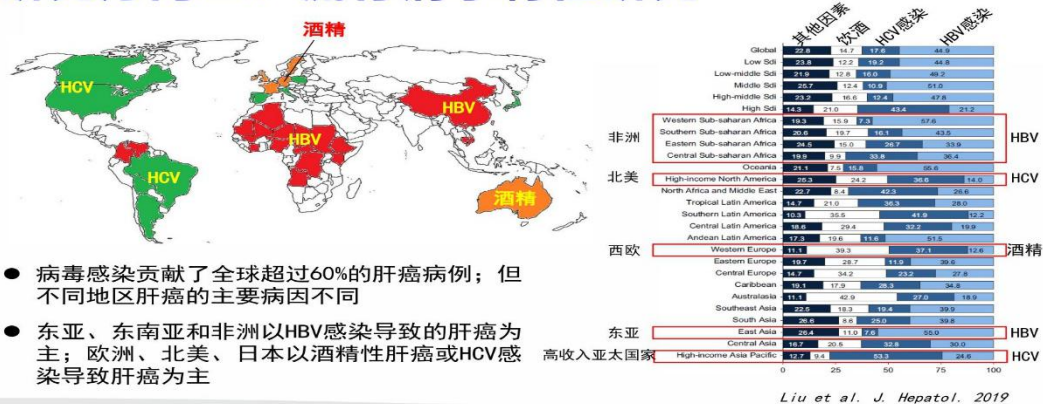 酒精
HCV
HBV
HBV
HCV
酒精
● 病毒感染贡献了全球超过60%的肝癌病例；但
不同地区肝癌的主要病因不同
● 东亚、东南亚和非洲以HBV感染导致的肝癌为
主；欧洲、北美、日本以酒精性肝癌或HCV感
染导致肝癌为主
其他因素 饮酒 HCV感染 HBV感染
Global 22.8 14.7 17.6 44.9
Low Sdi 23.8 12.2 19.2 44.8
Low-middle Sdi 21.9 12.8 16.0 49.2
Middle Sdi 25.7 12.4 10.9 51.0
High-middle Sdi 23.2 16.6 12.4 47.8
High Sdi 14.3 21.0 43.4 21.2
Western Sub-saharan Africa 19.3 15.9 7.3 57.6
非洲 Southern Sub-saharan Africa 20.6 19.7 16.1 43.5 HBV
Eastern Sub-saharan Africa 24.5 15.0 26.7 33.9
Central Sub-saharan Africa 19.9 9.9 33.8 36.4
Oceania 21.1 7.5 15.8 55.6
北美 High-income North America 25.3 24.2 36.6 14.0 HCV
North Africa and Middle East 22.7 8.4 42.3 26.6
Tropical Latin America 14.7 21.0 36.3 28.0
Southern Latin America 10.3 35.5 41.9 12.2
Central Latin America 18.6 29.4 32.2 19.9
Andean Latin America 17.3 19.6 11.6 51.5
西欧 Western Europe 11.1 39.3 37.1 12.6 酒精
Eastern Europe 19.7 28.7 11.9 39.6
Central Europe 14.7 34.2 23.2 27.8
Caribbean 19.1 17.9 28.3 34.8
Australasia 11.1 42.9 27.0 18.9
Southeast Asia 22.5 18.3 19.4 39.9
South Asia 26.6 8.6 25.0 39.8
东亚 East Asia 26.4 11.0 7.6 55.0 HBV
Central Asia 16.7 20.5 32.8 30.0
高收入亚太国家 High-income Asia Pacific 12.7 9.4 53.3 24.6 HCV
0 25 50 75 100
Liu et al. J. Hepatol. 2019